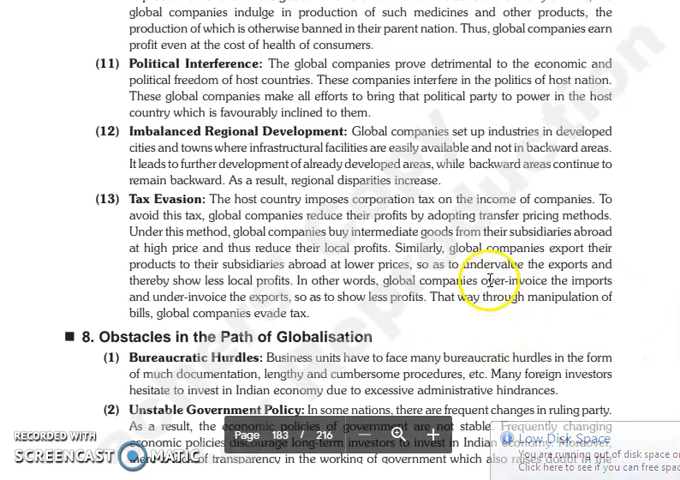 global companies indulge in production of such medicines and other products, the
production of which is otherwise banned in their parent nation. Thus, global companies earn
profit even at the cost of health of consumers.
(11) Political Interference: The global companies prove detrimental to the economic and
political freedom of host countries. These companies interfere in the politics of host nation.
These global companies make all efforts to bring that political party to power in the host
country which is favourably inclined to them.
(12) Imbalanced Regional Development: Global companies set up industries in developed
cities and towns where infrastructural facilities are easily available and not in backward areas.
It leads to further development of already developed areas, while backward areas continue to
remain backward. As a result, regional disparities increase.
(13) Tax Evasion: The host country imposes corporation tax on the income of companies. To
avoid this tax, global companies reduce their profits by adopting transfer pricing methods.
Under this method, global companies buy intermediate goods from their subsidiaries abroad
at high price and thus reduce their local profits. Similarly, global companies export their
products to their subsidiaries abroad at lower prices, so as to undervalue the exports and
thereby show less local profits. In other words, global companies over-invoice the imports
and under-invoice the exports, so as to show less profits. That way through manipulation of
bills, global companies evade tax.
■ 8. Obstacles in the Path of Globalisation
(1) Bureaucratic Hurdles: Business units have to face many bureaucratic hurdles in the form
of much documentation, lengthy and cumbersome procedures, etc. Many foreign investors
hesitate to invest in Indian economy due to excessive administrative hindrances.
(2) Unstable Government Policy: In some nations, there are frequent changes in ruling party.
As a result, the economic policies of government are not stable. Frequently changing
economic policies discourage long-term investors to invest in Indian economy. Moreover,
of transparency in the working of government which also raises doubt in the
Page 183 / 216
RECORDED WITH
SCREENCAST MATIC
Low Disk Space
You are running out of disk space o
Click here to see if you can free spac